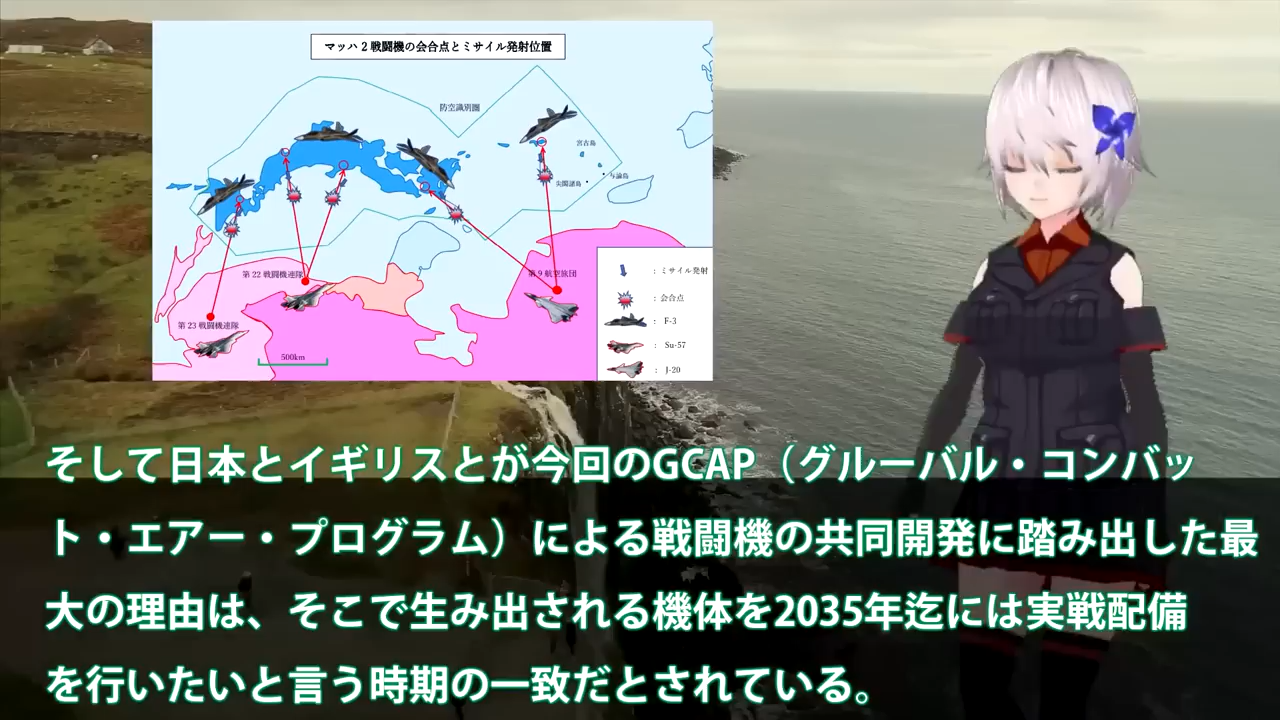 マッハ2戦闘機の会合点とミサイル発射位置
防空識別圏
宮古島
与論島
尖閣諸島
第22戦闘機連隊
第9航空旅団
第23戦闘機連隊
500km
：ミサイル発射
：会合点
：F-3
：Su-57
：J-20
そして日本とイギリスとが今回のGCAP（グルーバル・コンバッ
ト・エアー・プログラム）による戦闘機の共同開発に踏み出した最
大の理由は、そこで生み出される機体を2035年迄には実戦配備
を行いたいと言う時期の一致だとされている。